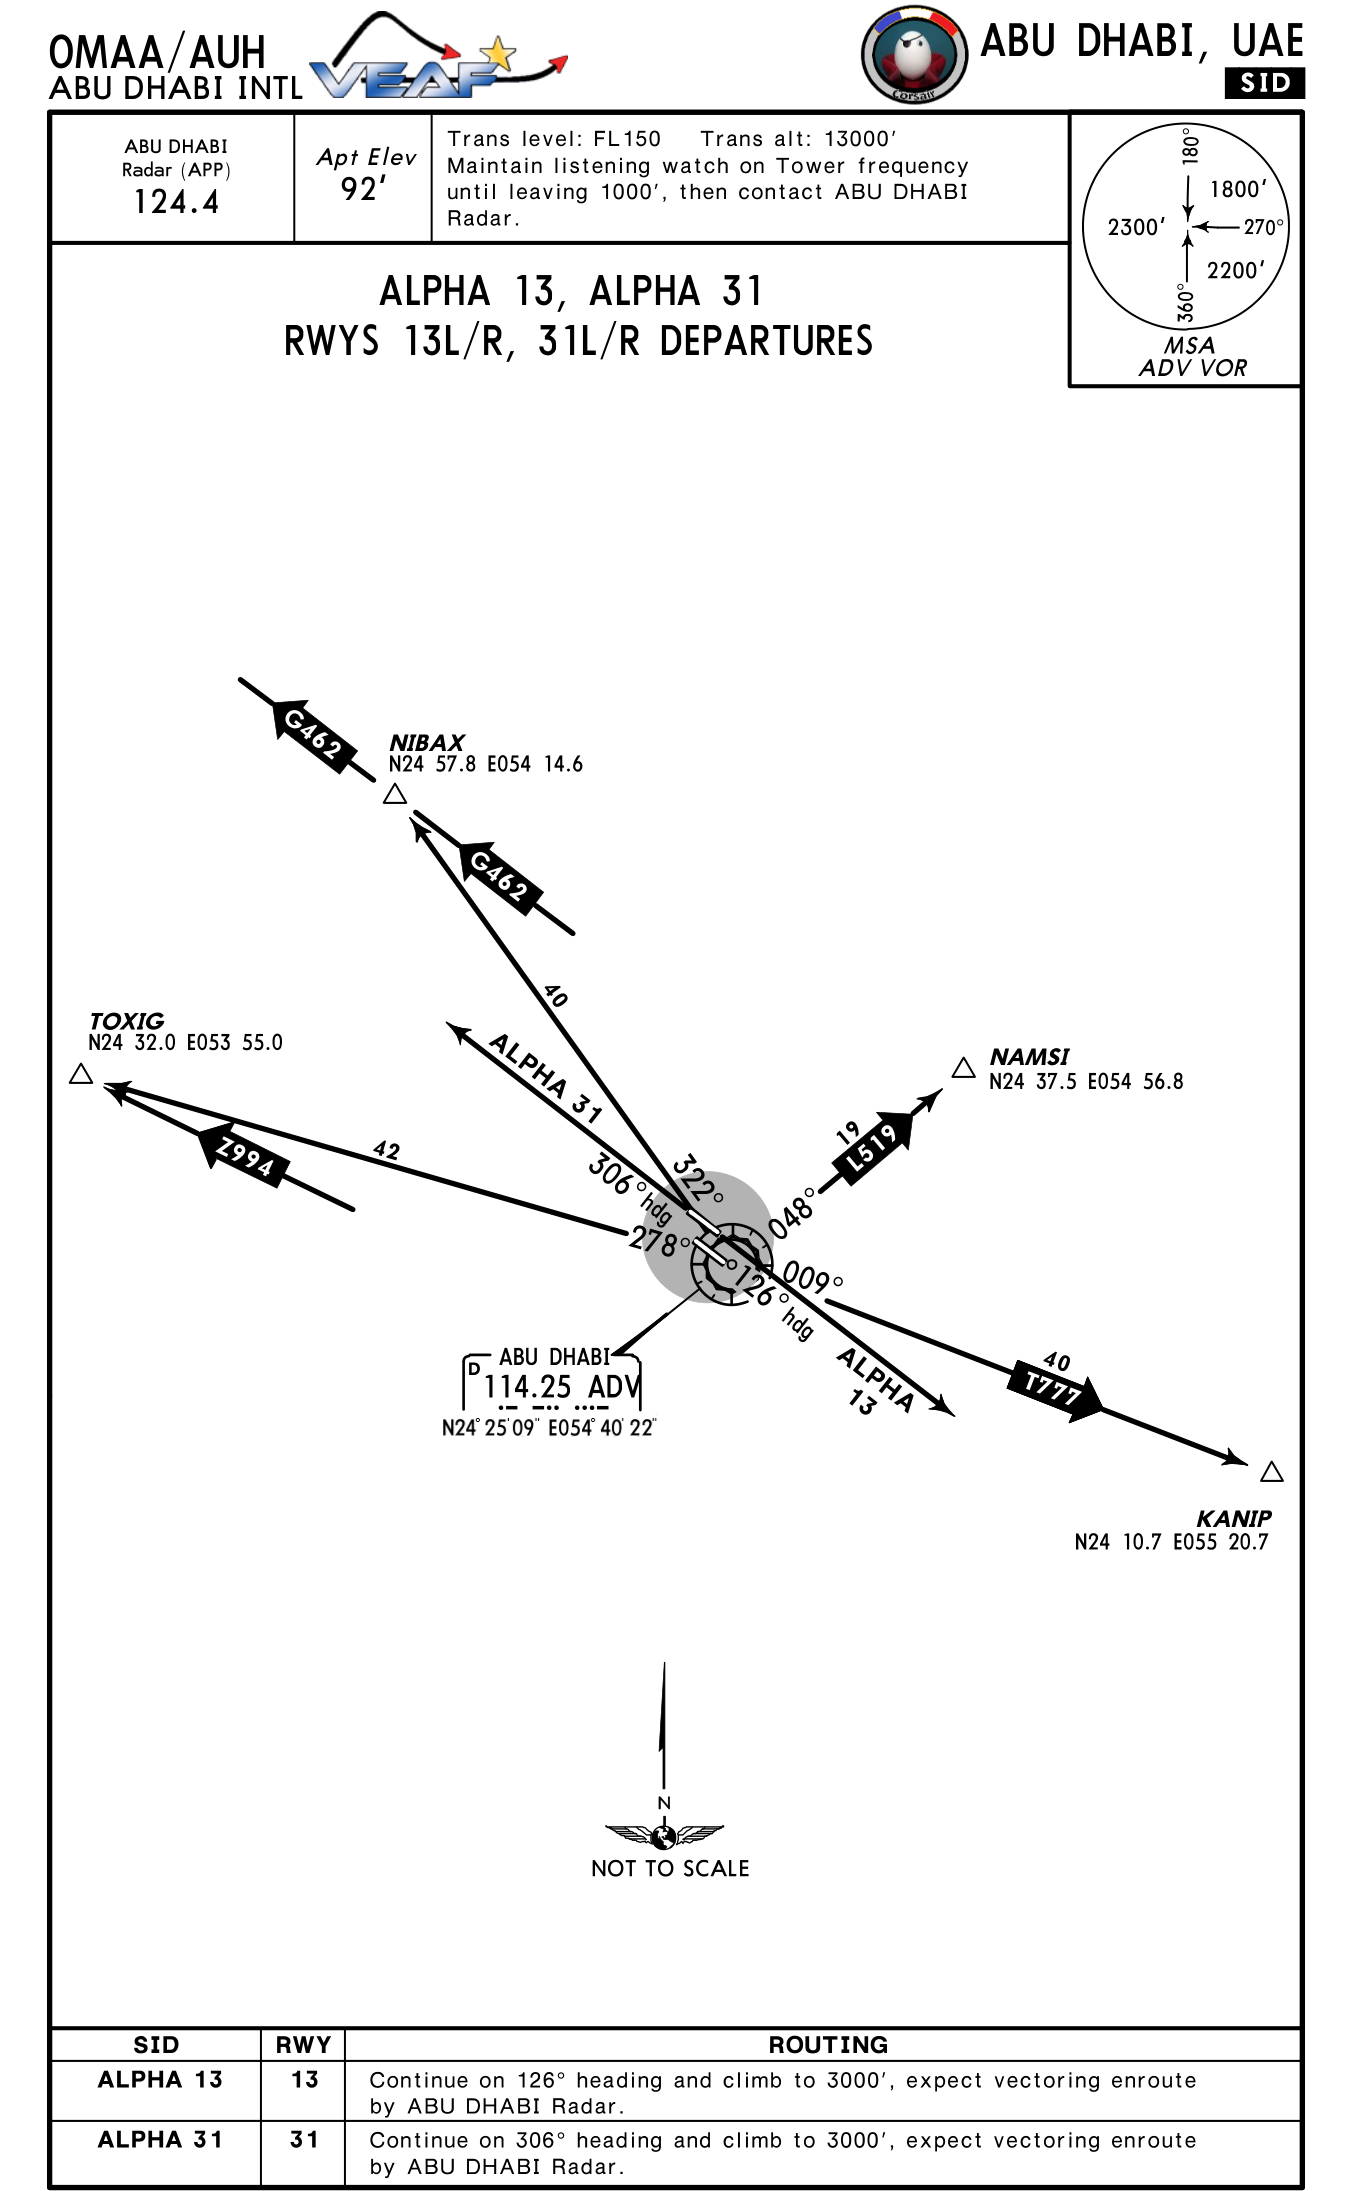 OMAA/AUH
ABU DHABI INTL
VEAF
Corsair
ABU DHABI, UAE
SID
ABU DHABI
Radar (APP)
124.4
Apt Elev
92'
Trans level: FL150 Trans alt: 13000'
Maintain listening watch on Tower frequency
until leaving 1000', then contact ABU DHABI
Radar.
180°
1800'
2300'
270°
2200'
360°
MSA
ADV VOR
ALPHA 13, ALPHA 31
RWYS 13L/R, 31L/R DEPARTURES
G462
NIBAX
N24 57.8 E054 14.6
G462
40
TOXIG
N24 32.0 E053 55.0
ALPHA 31
NAMSI
N24 37.5 E054 56.8
19
L519
Z994
42
306° hdg
322°
048°
278°
009°
126° hdg
ABU DHABI
D
114.25 ADV
N24°25'09" E054°40'22"
ALPHA
13
40
T777
KANIP
N24 10.7 E055 20.7
N
NOT TO SCALE
SID RWY ROUTING
ALPHA 13 13 Continue on 126° heading and climb to 3000', expect vectoring enroute
by ABU DHABI Radar.
ALPHA 31 31 Continue on 306° heading and climb to 3000', expect vectoring enroute
by ABU DHABI Radar.